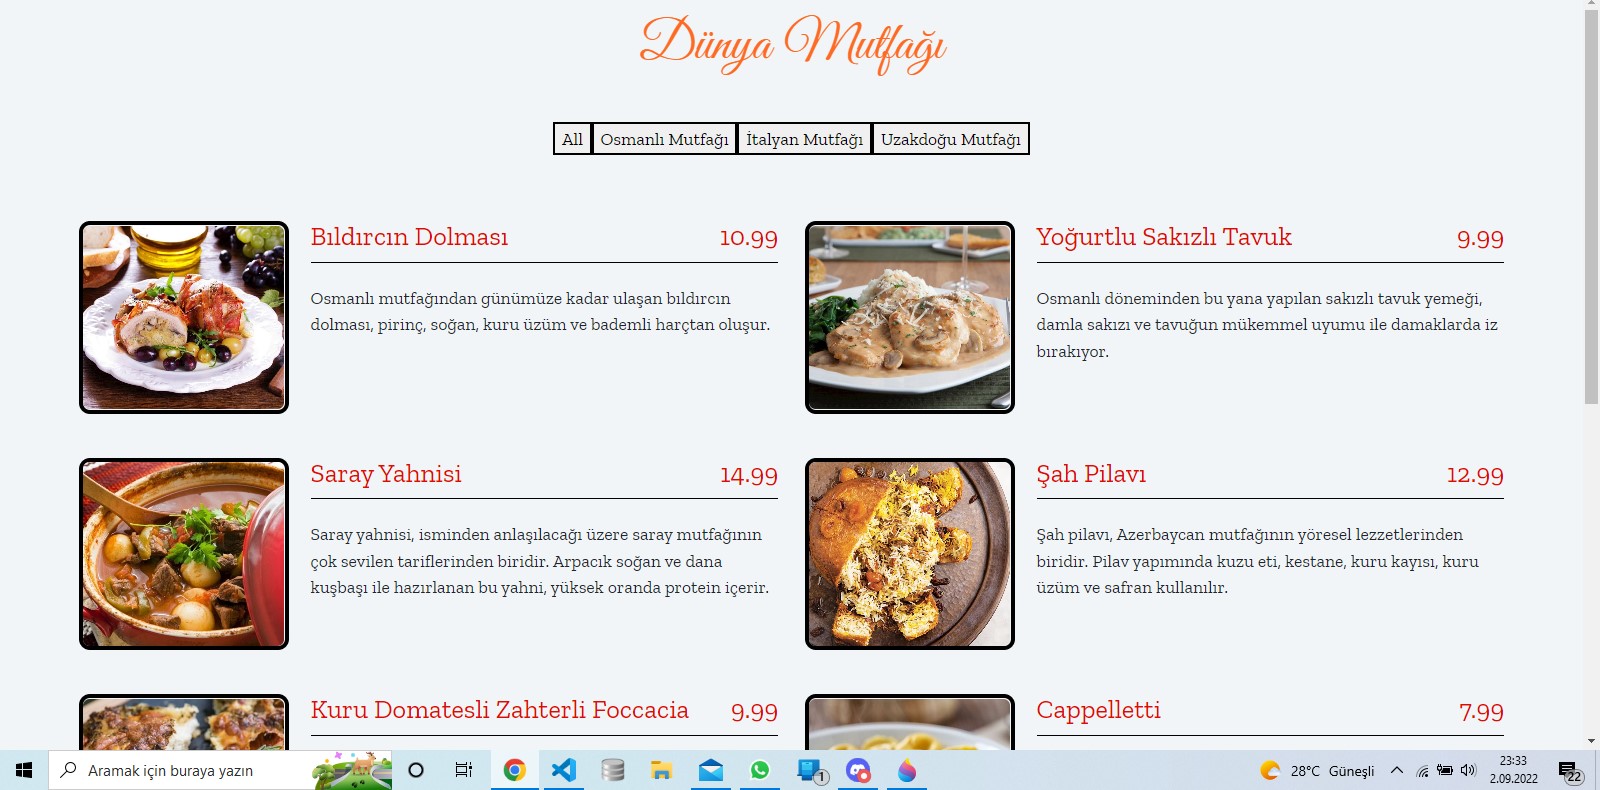 Dünya Mutfağı
All
Osmanlı Mutfağı
İtalyan Mutfağı
Uzakdoğu Mutfağı
Bıldırcın Dolması
10.99
Osmanlı mutfağından günümüze kadar ulaşan bıldırcın
dolması, pirinç, soğan, kuru üzüm ve bademli harçtan oluşur.
Yoğurtlu Sakızlı Tavuk
9.99
Osmanlı döneminden bu yana yapılan sakızlı tavuk yemeği,
damla sakızı ve tavuğun mükemmel uyumu ile damaklarda iz
bırakıyor.
Saray Yahnisi
14.99
Saray yahnisi, isminden anlaşılacağı üzere saray mutfağının
çok sevilen tariflerinden biridir. Arpacık soğan ve dana
kuşbaşı ile hazırlanan bu yahni, yüksek oranda protein içerir.
Şah Pilavı
12.99
Şah pilavı, Azerbaycan mutfağının yöresel lezzetlerinden
biridir. Pilav yapımında kuzu eti, kestane, kuru kayısı, kuru
üzüm ve safran kullanılır.
Kuru Domatesli Zahterli Foccacia
9.99
Cappelletti
7.99
Aramak için buraya yazın
1
28°C Güneşli
23:33
2.09.2022
22